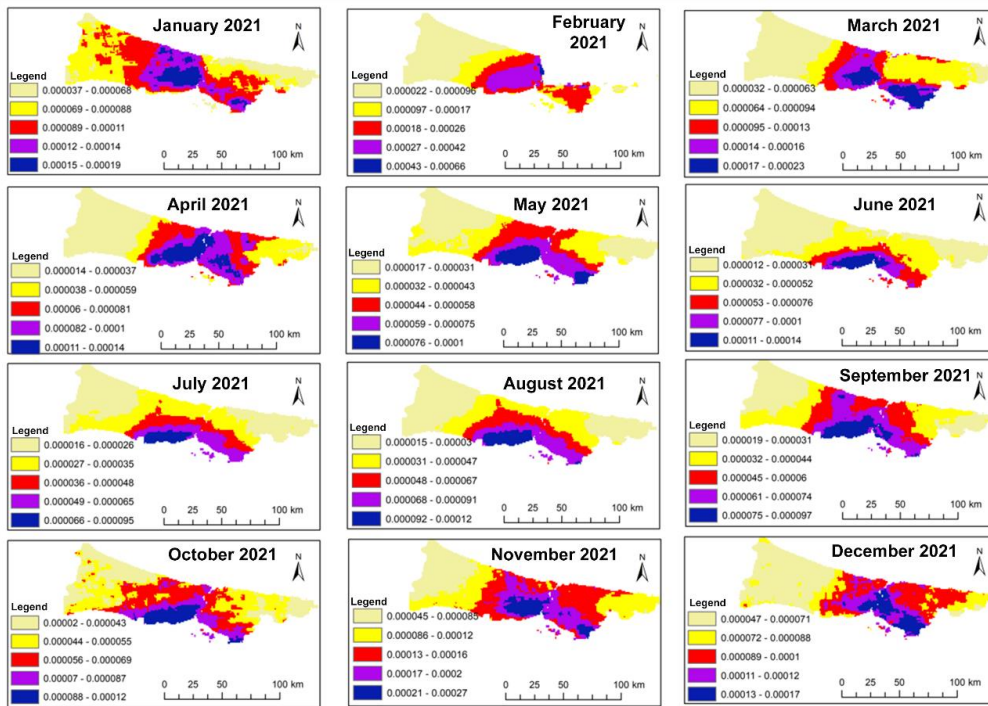 January 2021
N
Legend
0.000037 - 0.000068
0.000069 - 0.000088
0.000089 - 0.00011
0.00012 - 0.00014
0.00015 - 0.00019
0 25 50 100 km
February
2021
N
Legend
0.000022 - 0.000096
0.000097 - 0.00017
0.00018 - 0.00026
0.00027 - 0.00042
0.00043 - 0.00066
0 25 50 100 km
March 2021
N
Legend
0.000032 - 0.000063
0.000064 - 0.000094
0.000095 - 0.00013
0.00014 - 0.00016
0.00017 - 0.00023
0 25 50 100 km
April 2021
N
Legend
0.000014 - 0.000037
0.000038 - 0.000059
0.00006 - 0.000081
0.000082 - 0.0001
0.00011 - 0.00014
0 25 50 100 km
May 2021
N
Legend
0.000017 - 0.000031
0.000032 - 0.000043
0.000044 - 0.000058
0.000059 - 0.000075
0.000076 - 0.0001
0 25 50 100 km
June 2021
N
Legend
0.000012 - 0.000031
0.000032 - 0.000052
0.000053 - 0.000076
0.000077 - 0.0001
0.00011 - 0.00014
0 25 50 100 km
July 2021
N
Legend
0.000016 - 0.000026
0.000027 - 0.000035
0.000036 - 0.000048
0.000049 - 0.000065
0.000066 - 0.000095
0 25 50 100 km
August 2021
N
Legend
0.000015 - 0.00003
0.000031 - 0.000047
0.000048 - 0.000067
0.000068 - 0.000091
0.000092 - 0.00012
0 25 50 100 km
September 2021
N
Legend
0.000019 - 0.000031
0.000032 - 0.000044
0.000045 - 0.00006
0.000061 - 0.000074
0.000075 - 0.000097
0 25 50 100 km
October 2021
N
Legend
0.00002 - 0.000043
0.000044 - 0.000055
0.000056 - 0.000069
0.00007 - 0.000087
0.000088 - 0.00012
0 25 50 100 km
November 2021
N
Legend
0.000045 - 0.000085
0.000086 - 0.00012
0.00013 - 0.00016
0.00017 - 0.0002
0.00021 - 0.00027
0 25 50 100 km
December 2021
N
Legend
0.000047 - 0.000071
0.000072 - 0.000088
0.000089 - 0.0001
0.00011 - 0.00012
0.00013 - 0.00017
0 25 50 100 km